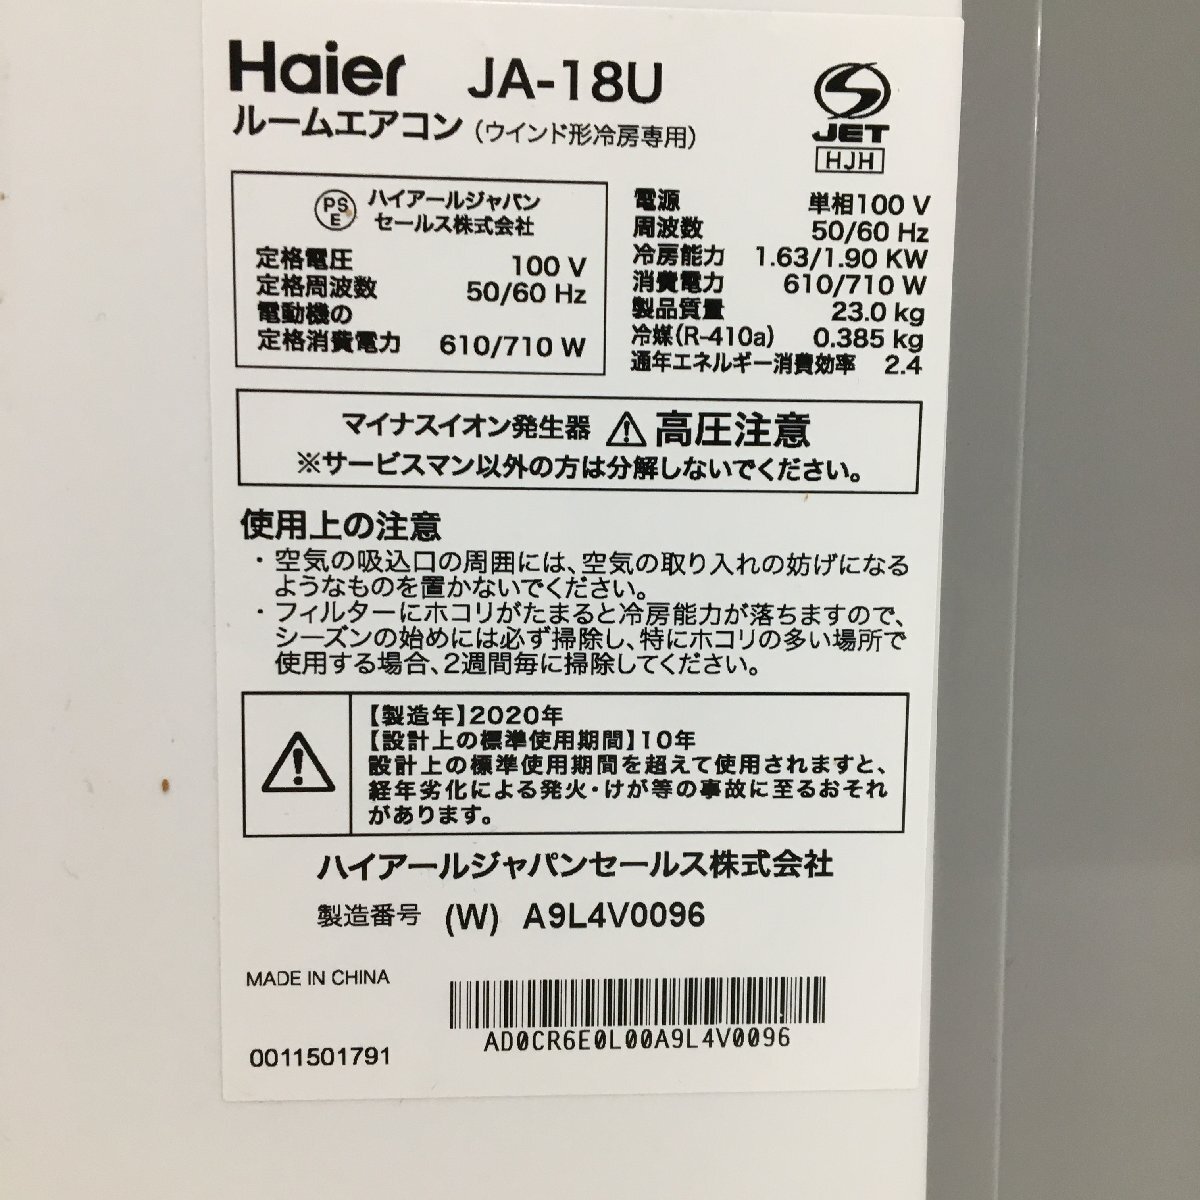 Haier JA-18U
ルームエアコン (ウインド形冷房専用)
JET
HJH
PS
E
ハイアールジャパン
セールス株式会社
定格電圧 100 V
定格周波数 50/60 Hz
電動機の
定格消費電力 610/710 W
電源 単相100 V
周波数 50/60 Hz
冷房能力 1.63/1.90 KW
消費電力 610/710 W
製品質量 23.0 kg
冷媒(R-410a) 0.385 kg
通年エネルギー消費効率 2.4
マイナスイオン発生器 ⚠ 高圧注意
※サービスマン以外の方は分解しないでください。
使用上の注意
・空気の吸込口の周囲には、空気の取り入れの妨げになる
ようなものを置かないでください。
・フィルターにホコリがたまると冷房能力が落ちますので、
シーズンの始めには必ず掃除し、特にホコリの多い場所で
使用する場合、2週間毎に掃除してください。
【製造年】2020年
【設計上の標準使用期間】10年
設計上の標準使用期間を超えて使用されますと、
経年劣化による発火・けが等の事故に至るおそれ
があります。
ハイアールジャパンセールス株式会社
製造番号 (W) A9L4V0096
MADE IN CHINA
AD0CR6E0L00A9L4V0096
0011501791